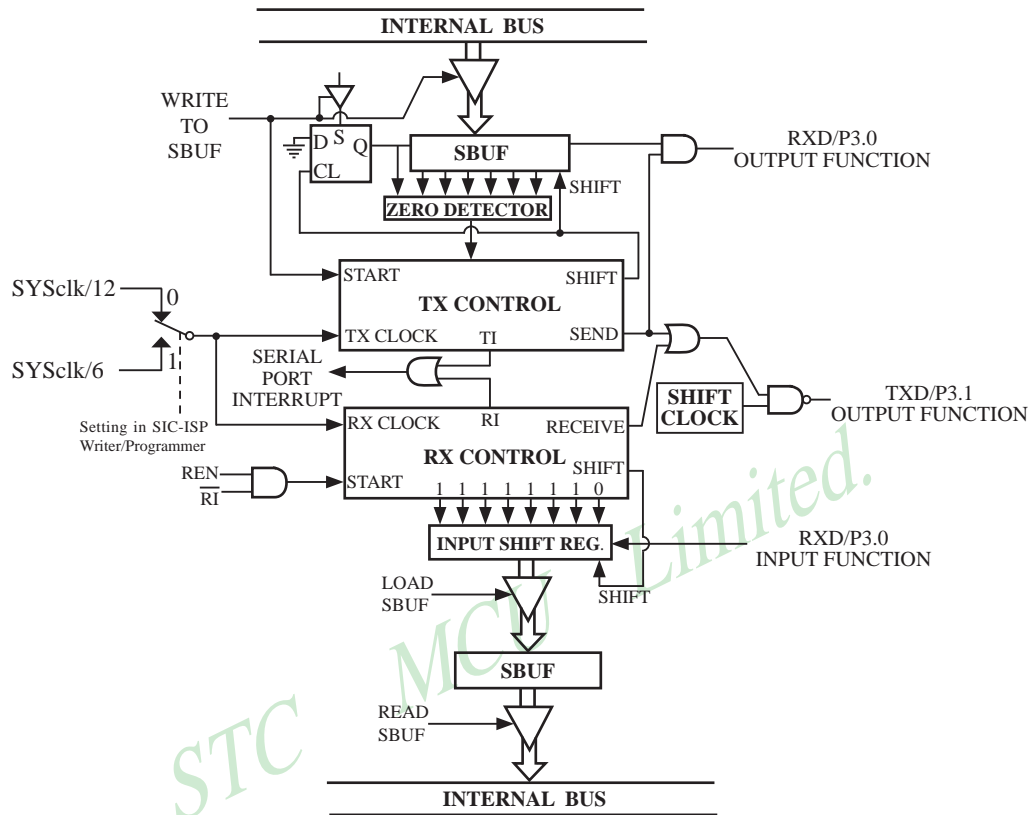 INTERNAL BUS
WRITE
TO
SBUF
D S Q
CL
SBUF
RXD/P3.0
OUTPUT FUNCTION
SHIFT
ZERO DETECTOR
START
SHIFT
TX CONTROL
SYSclk/12
0
TX CLOCK
TI
SEND
SYSclk/6
1
SERIAL
PORT
INTERRUPT
SHIFT
CLOCK
TXD/P3.1
OUTPUT FUNCTION
Setting in SIC-ISP
Writer/Programmer
RX CLOCK
RI
RECEIVE
RX CONTROL
SHIFT
REN
RI
START
1 1 1 1 1 1 1 0
INPUT SHIFT REG.
RXD/P3.0
INPUT FUNCTION
LOAD
SBUF
SHIFT
SBUF
READ
SBUF
INTERNAL BUS
STC MCU Limited.